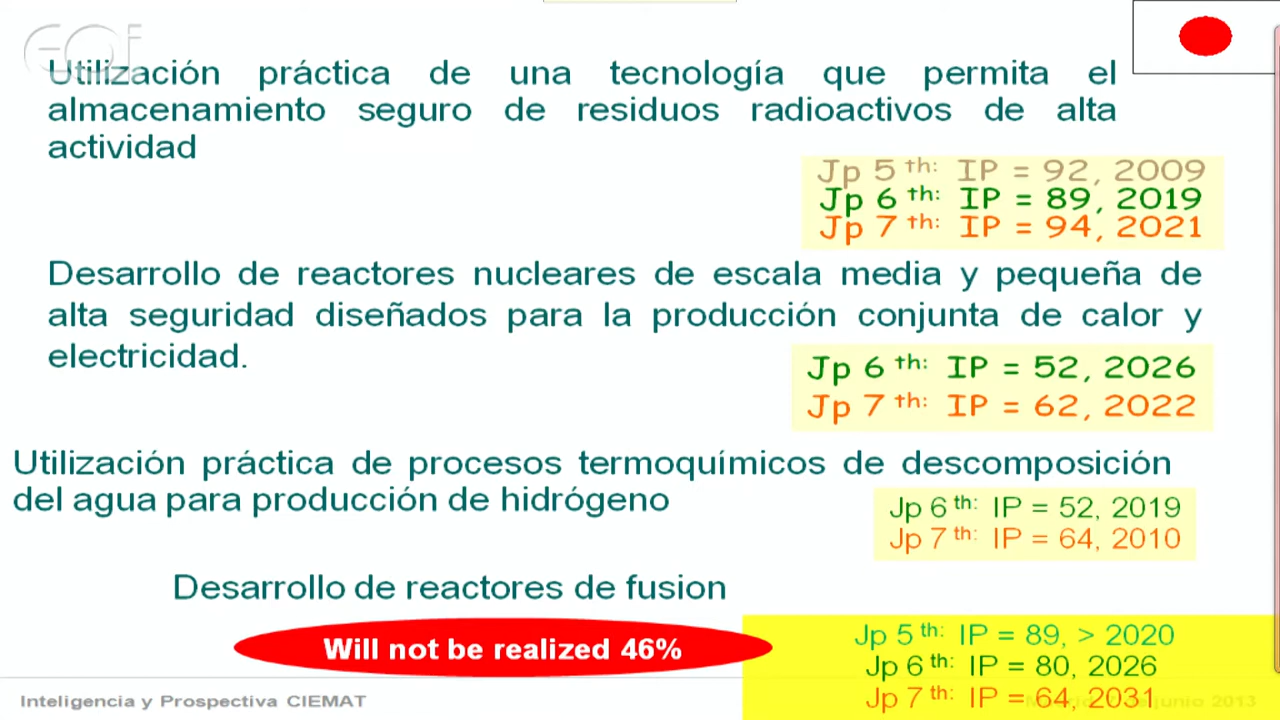 eoi
Utilización práctica de una tecnología que permita el
almacenamiento seguro de residuos radioactivos de alta
actividad
Jp 5 th: IP = 92, 2009
Jp 6 th: IP = 89, 2019
Jp 7 th: IP = 94, 2021
Desarrollo de reactores nucleares de escala media y pequeña de
alta seguridad diseñados para la producción conjunta de calor y
electricidad.
Jp 6 th: IP = 52, 2026
Jp 7 th: IP = 62, 2022
Utilización práctica de procesos termoquímicos de descomposición
del agua para producción de hidrógeno
Jp 6 th: IP = 52, 2019
Jp 7 th: IP = 64, 2010
Desarrollo de reactores de fusion
Will not be realized 46%
Jp 5 th: IP = 89, > 2020
Jp 6 th: IP = 80, 2026
Jp 7 th: IP = 64, 2031
Inteligencia y Prospectiva CIEMAT
de junio 2013